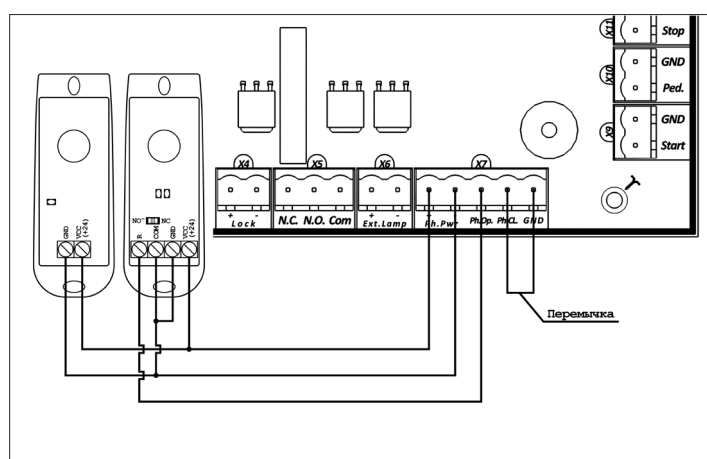 X11
Stop
X10
GND
Ped.
X9
GND
Start
X4
X5
X6
X7
+ -
Lock
N.C. N.O. Com
+ -
Ext.Lamp
Ph.Pwr Ph.Op. Ph.CL. GND
NO NC
GND
VCC
(+24)
R
COM
GND
VCC
(+24)
Перемычка